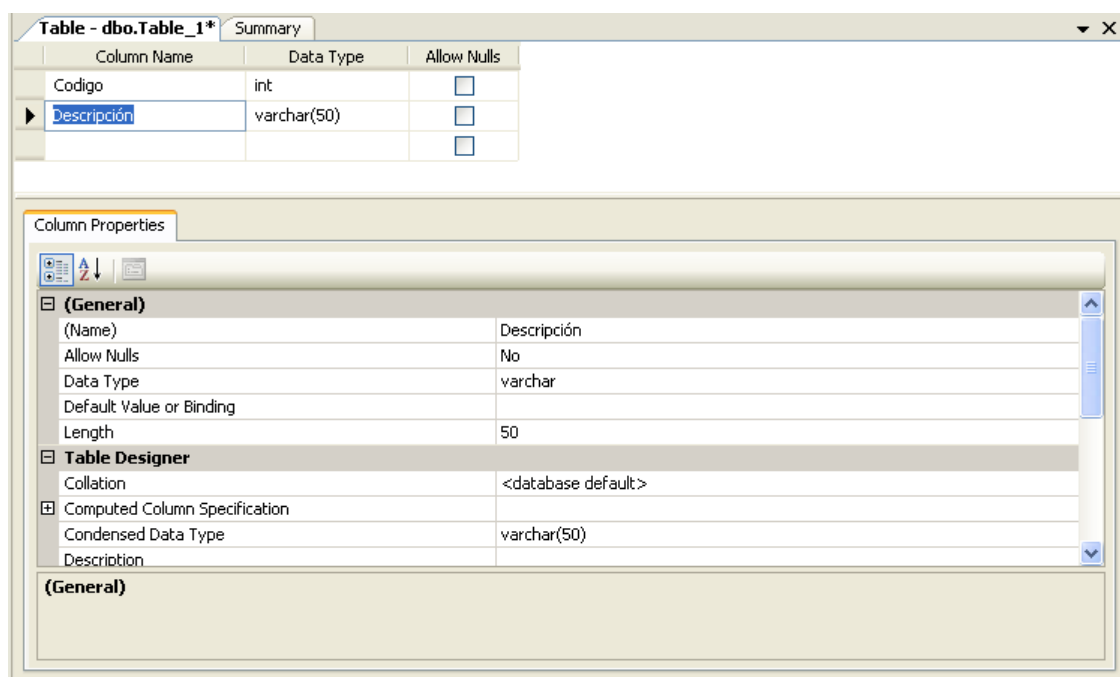 Table - dbo.Table_1* Summary
Column Name Data Type Allow Nulls
Codigo int
Descripción varchar(50)
Column Properties
(General)
(Name) Descripción
Allow Nulls No
Data Type varchar
Default Value or Binding
Length 50
Table Designer
Collation <database default>
Computed Column Specification
Condensed Data Type varchar(50)
Description
(General)